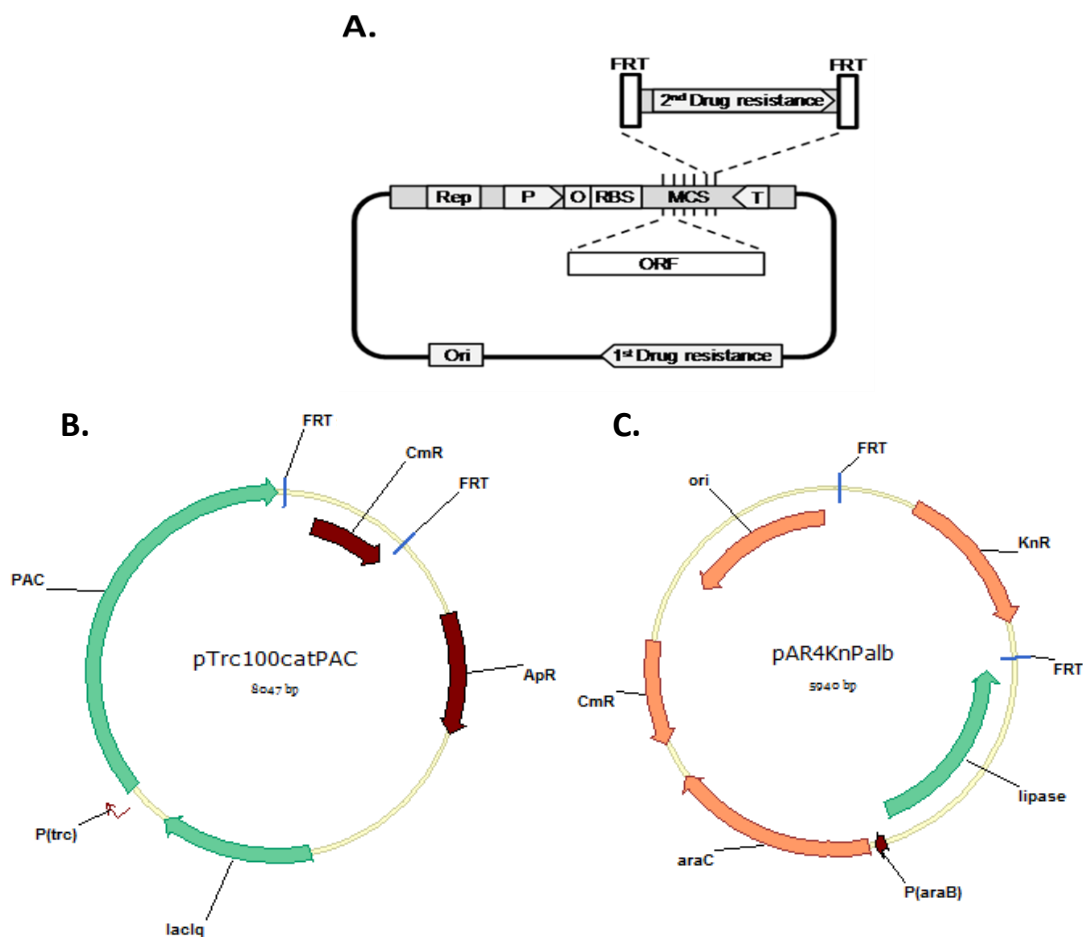 A.
FRT
FRT
2nd Drug resistance
Rep
P
O
RBS
MCS
T
ORF
Ori
1st Drug resistance
B.
FRT
CmR
FRT
PAC
pTrc100catPAC
8047 bp
ApR
P(trc)
lacIq
C.
FRT
ori
KnR
pAR4KnPalb
5940 bp
FRT
CmR
lipase
araC
P(araB)